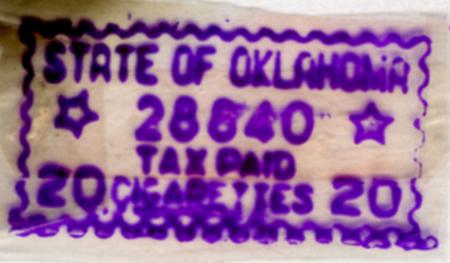 STATE OF OKLAHOMA
28640
TAX PAID
20 CIGARETTES 20